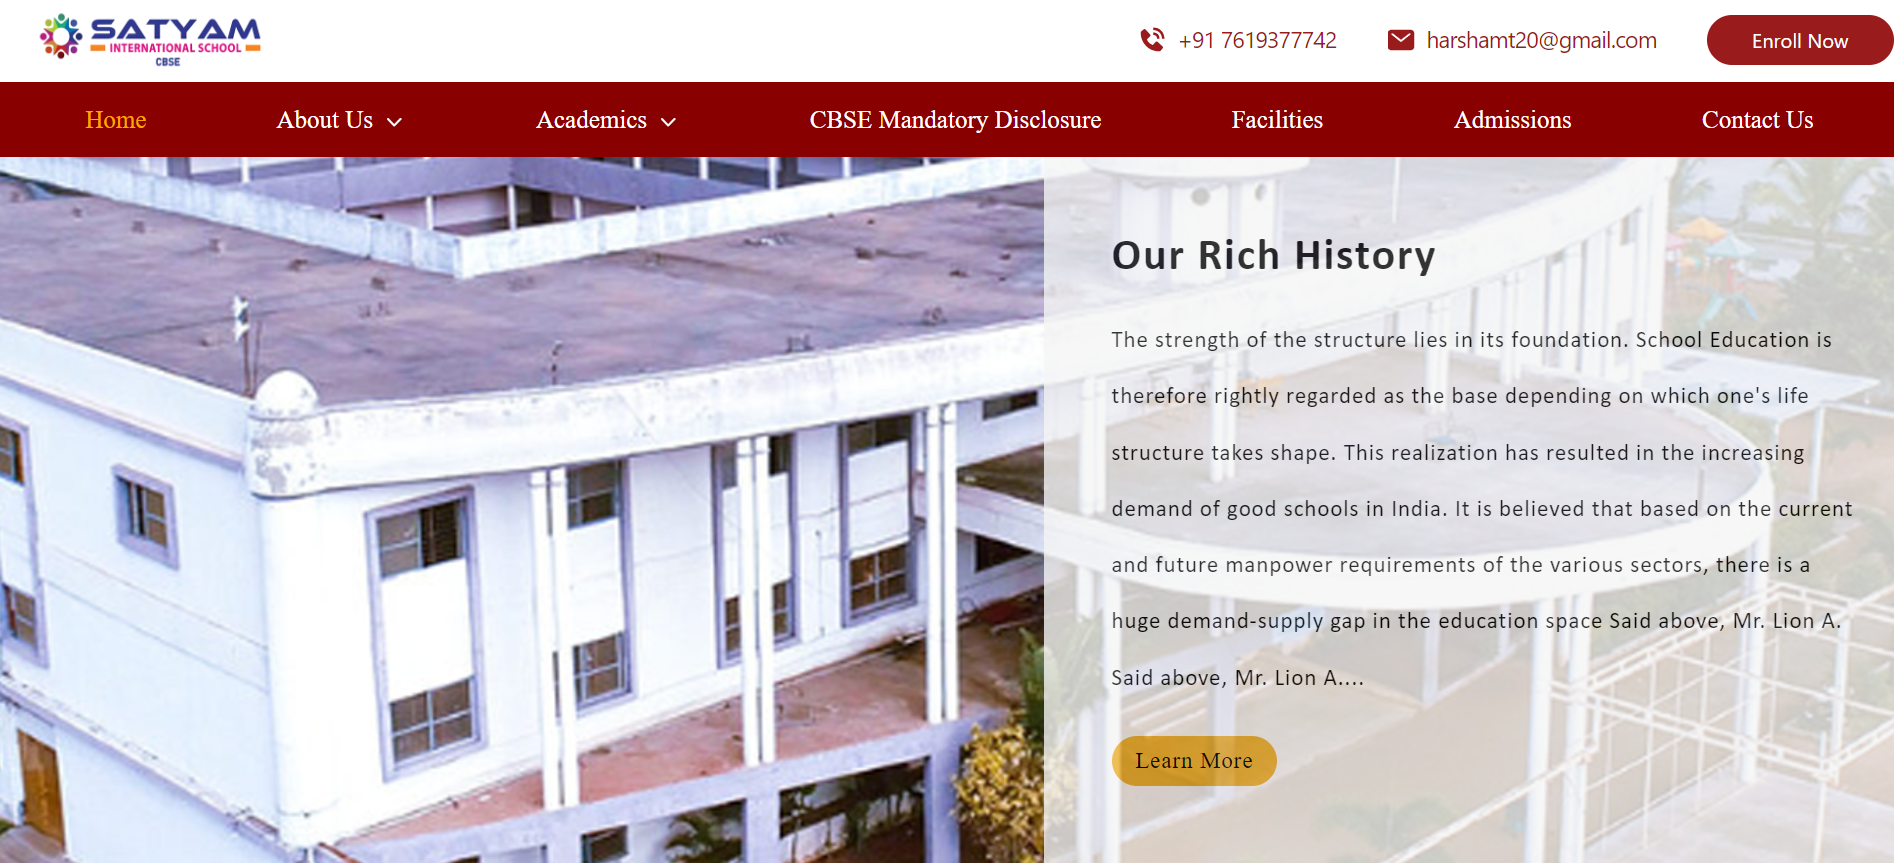 SATYAM
INTERNATIONAL SCHOOL
CBSE
+91 7619377742
harshamt20@gmail.com
Enroll Now
Home
About Us
Academics
CBSE Mandatory Disclosure
Facilities
Admissions
Contact Us
Our Rich History
The strength of the structure lies in its foundation. School Education is
therefore rightly regarded as the base depending on which one's life
structure takes shape. This realization has resulted in the increasing
demand of good schools in India. It is believed that based on the current
and future manpower requirements of the various sectors, there is a
huge demand-supply gap in the education space Said above, Mr. Lion A.
Said above, Mr. Lion A....
Learn More